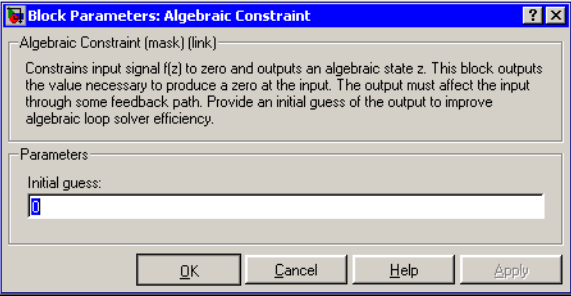 Block Parameters: Algebraic Constraint
Algebraic Constraint (mask) (link)
Constrains input signal f(z) to zero and outputs an algebraic state z. This block outputs
the value necessary to produce a zero at the input. The output must affect the input
through some feedback path. Provide an initial guess of the output to improve
algebraic loop solver efficiency.
Parameters
Initial guess:
0
OK Cancel Help Apply